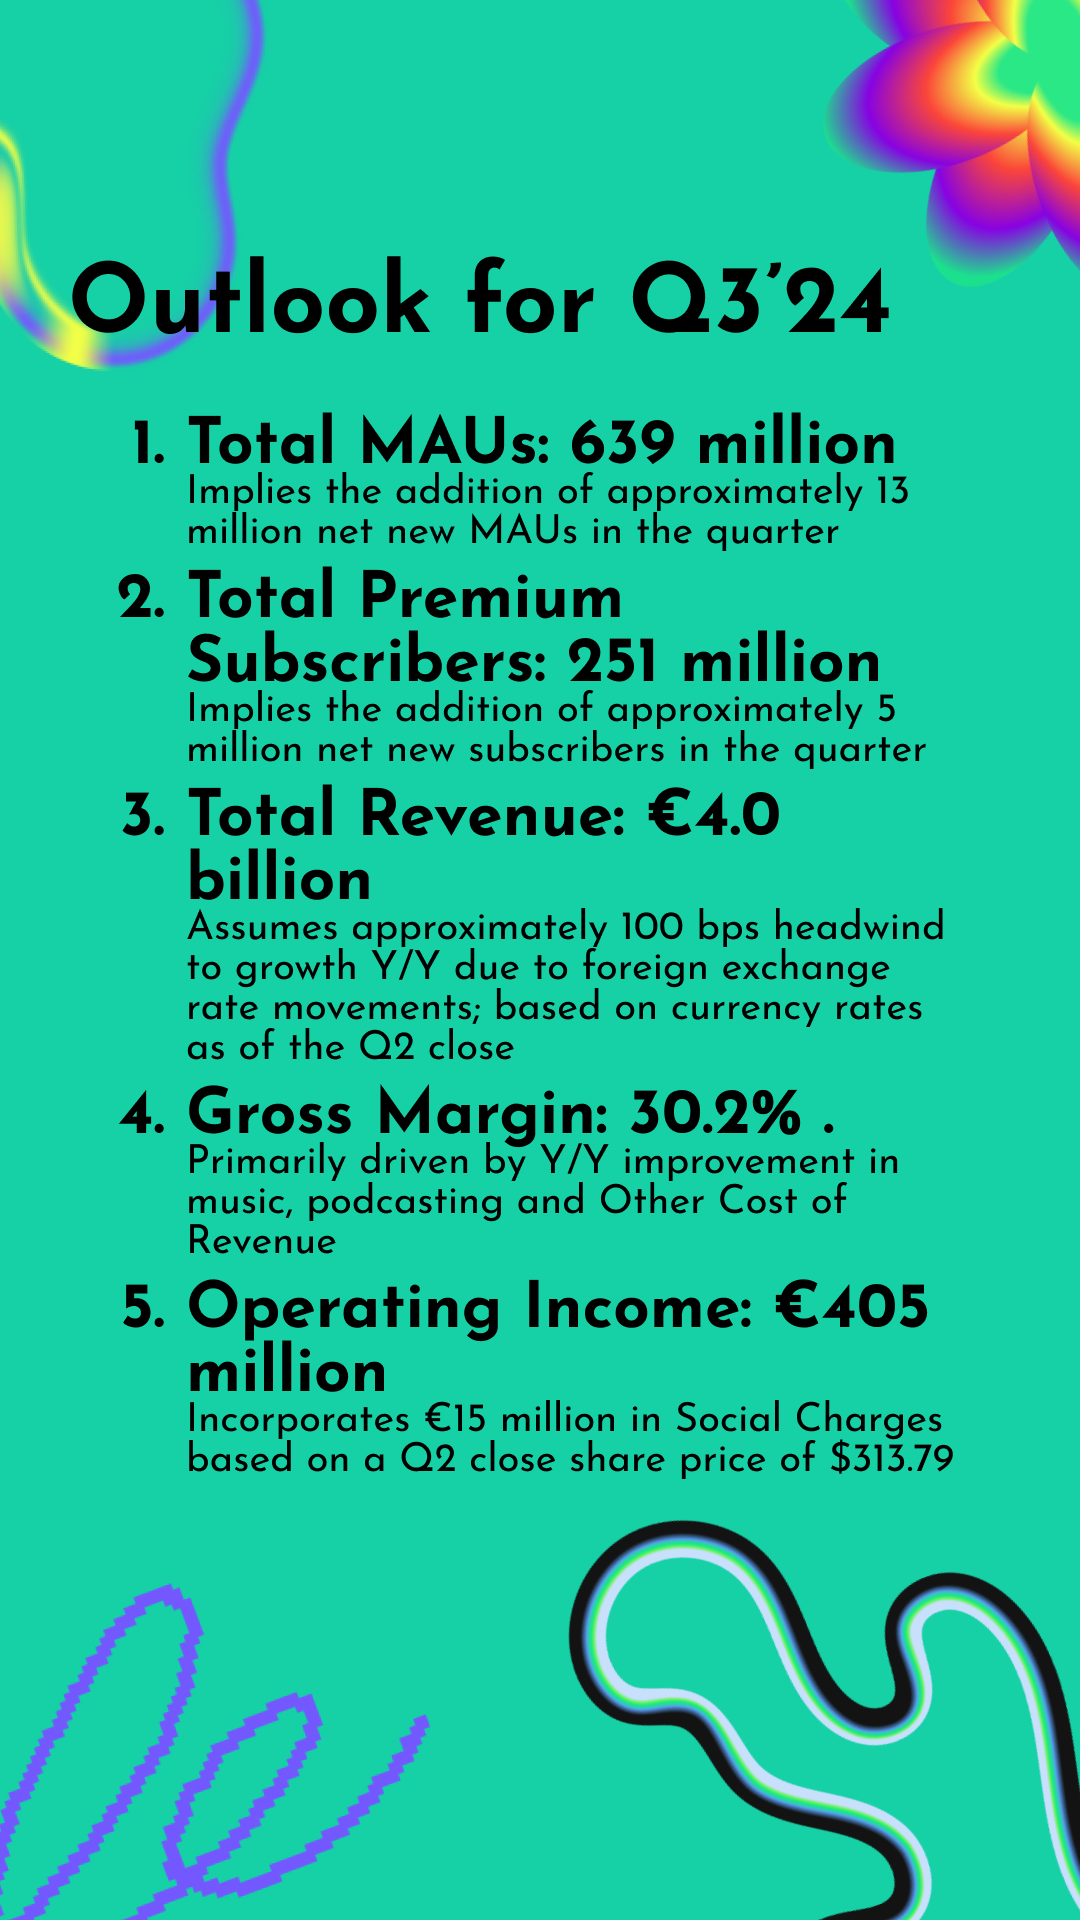 Outlook for Q3’24
1. Total MAUs: 639 million
Implies the addition of approximately 13
million net new MAUs in the quarter
2. Total Premium
Subscribers: 251 million
Implies the addition of approximately 5
million net new subscribers in the quarter
3. Total Revenue: €4.0
billion
Assumes approximately 100 bps headwind
to growth Y/Y due to foreign exchange
rate movements; based on currency rates
as of the Q2 close
4. Gross Margin: 30.2% .
Primarily driven by Y/Y improvement in
music, podcasting and Other Cost of
Revenue
5. Operating Income: €405
million
Incorporates €15 million in Social Charges
based on a Q2 close share price of $313.79